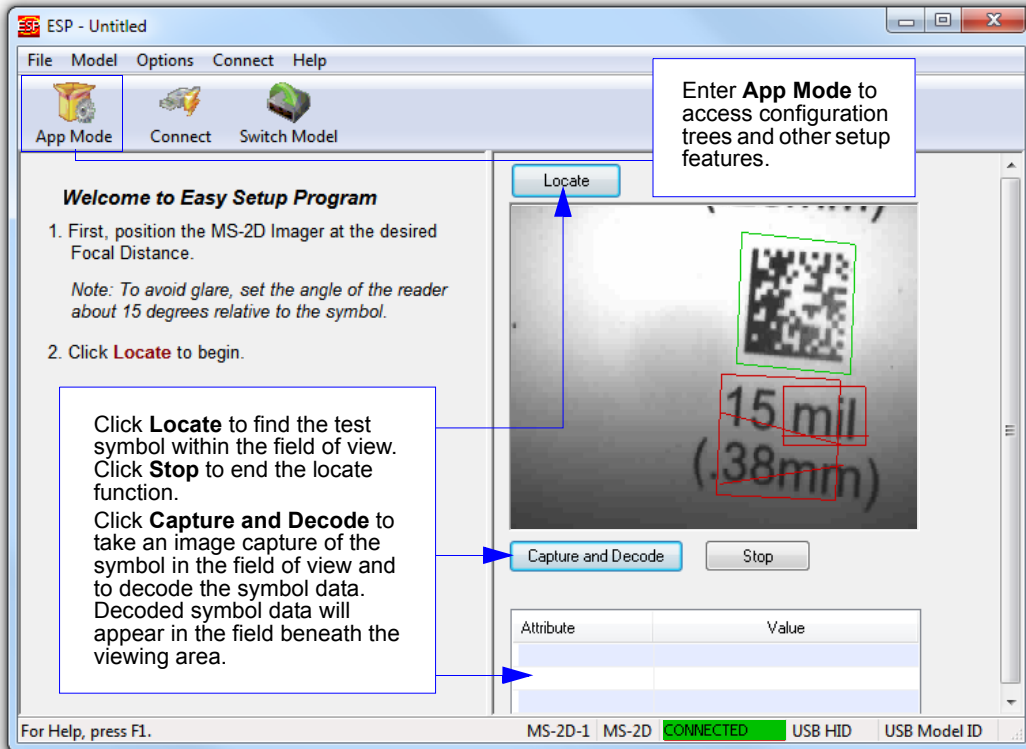 ESP - Untitled
File Model Options Connect Help
App Mode Connect Switch Model
Enter App Mode to
access configuration
trees and other setup
features.
Welcome to Easy Setup Program
1. First, position the MS-2D Imager at the desired
Focal Distance.
Note: To avoid glare, set the angle of the reader
about 15 degrees relative to the symbol.
2. Click Locate to begin.
Click Locate to find the test
symbol within the field of view.
Click Stop to end the locate
function.
Click Capture and Decode to
take an image capture of the
symbol in the field of view and
to decode the symbol data.
Decoded symbol data will
appear in the field beneath the
viewing area.
Locate
15 mil
(.38mm)
Capture and Decode Stop
Attribute Value
For Help, press F1. MS-2D-1 MS-2D CONNECTED USB HID USB Model ID